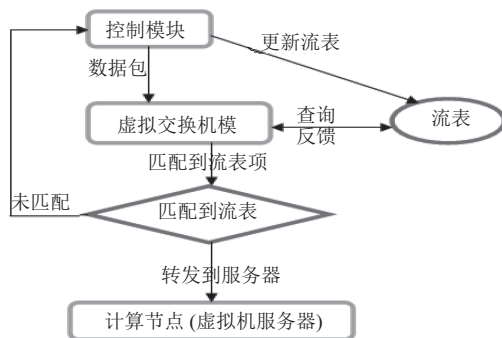 控制模块
更新流表
数据包
虚拟交换机模
查询
反馈
流表
匹配到流表项
未匹配
匹配到流表
转发到服务器
计算节点 (虚拟机服务器)